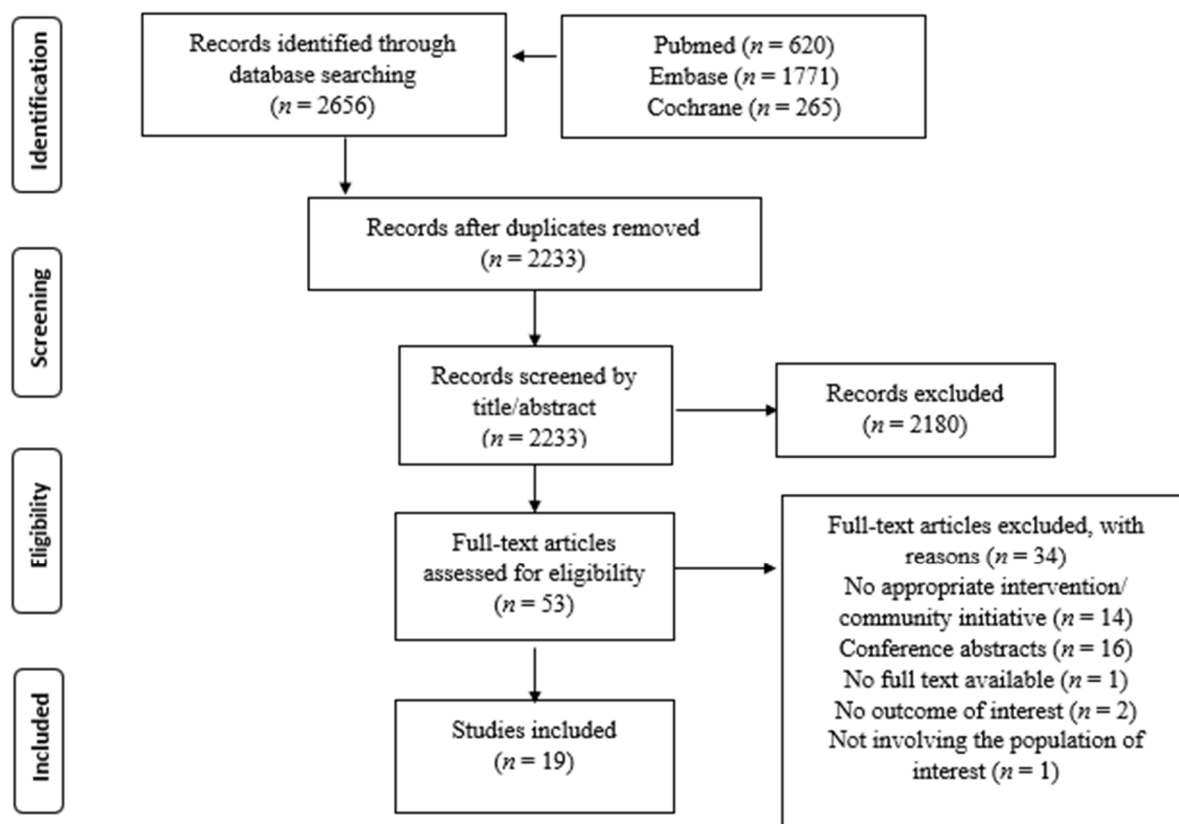 Identification
Records identified through
database searching
(n = 2656)
Pubmed (n = 620)
Embase (n = 1771)
Cochrane (n = 265)
Records after duplicates removed
(n = 2233)
Screening
Records screened by
title/abstract
(n = 2233)
Records excluded
(n = 2180)
Eligibility
Full-text articles
assessed for eligibility
(n = 53)
Full-text articles excluded, with
reasons (n = 34)
No appropriate intervention/
community initiative (n = 14)
Conference abstracts (n = 16)
No full text available (n = 1)
No outcome of interest (n = 2)
Not involving the population of
interest (n = 1)
Included
Studies included
(n = 19)